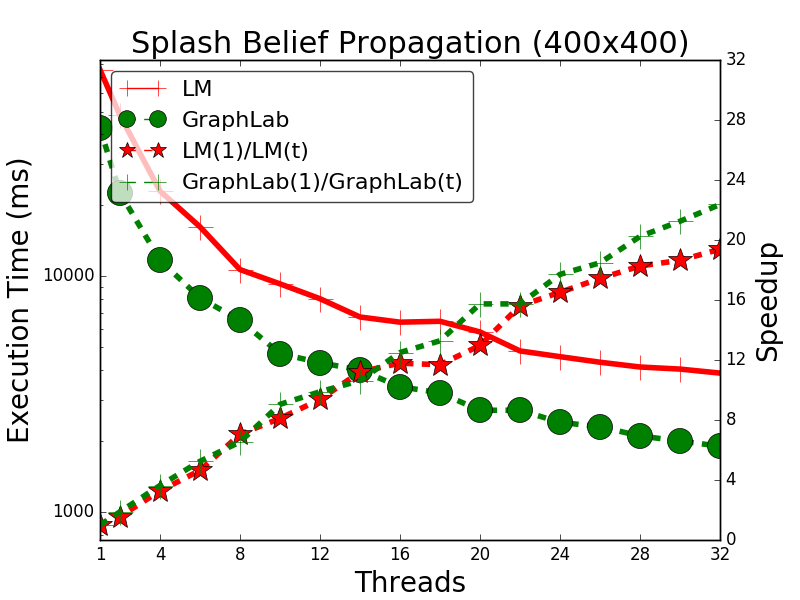 Splash Belief Propagation (400x400)
LM
GraphLab
LM(1)/LM(t)
GraphLab(1)/GraphLab(t)
Execution Time (ms)
10000
1000
Speedup
32
28
24
20
16
12
8
4
0
1 4 8 12 16 20 24 28 32
Threads